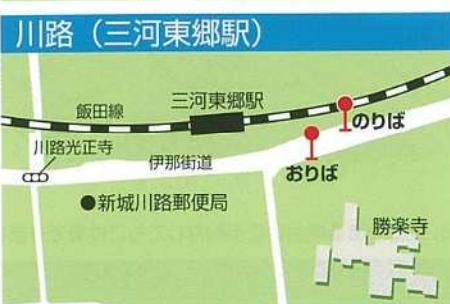 川路（三河東郷駅）
飯田線
三河東郷駅
のりば
川路光正寺
伊那街道
おりば
●新城川路郵便局
勝楽寺